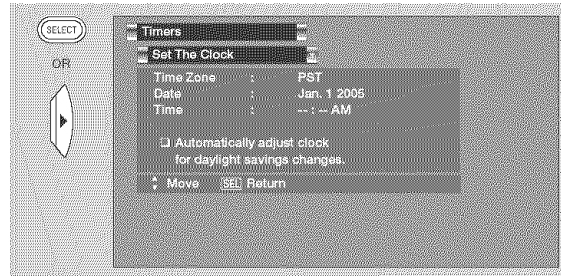 SELECT
OR
Timers
Set The Clock
Time Zone : PST
Date : Jan. 1 2005
Time : -- : -- AM
❏ Automatically adjust clock
for daylight savings changes.
Move SEL Return